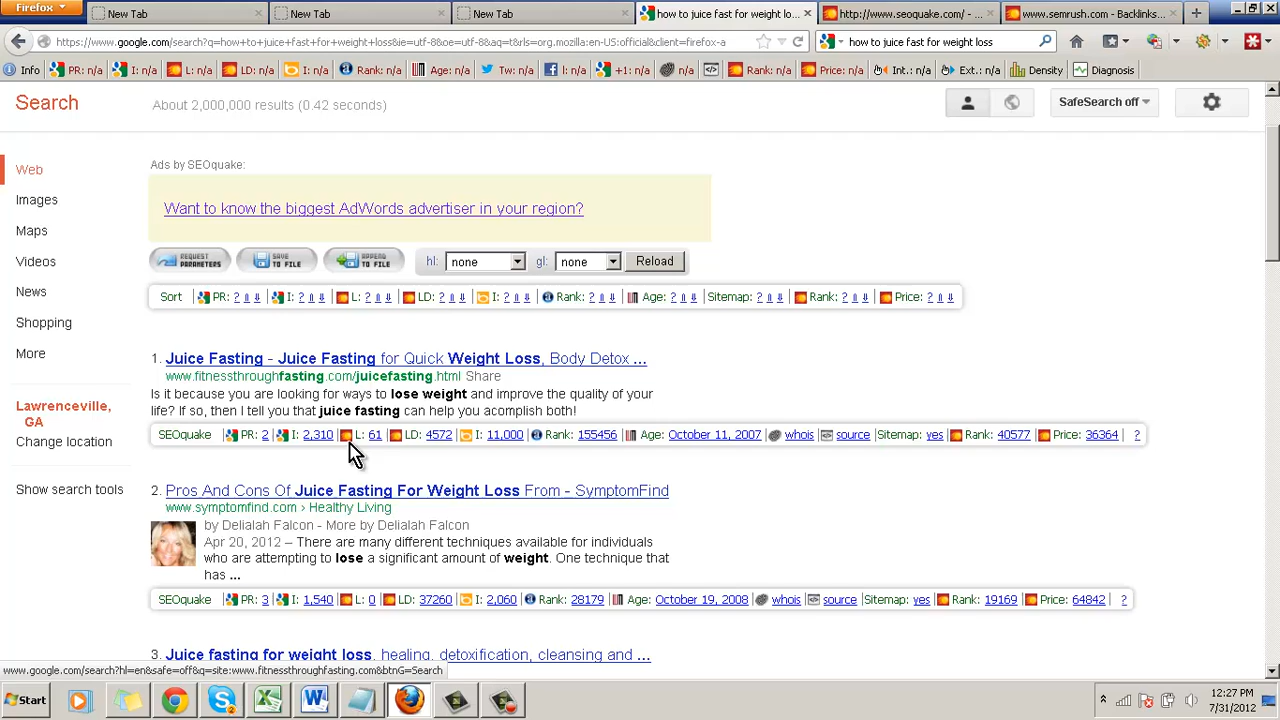 Firefox
New Tab
New Tab
New Tab
how to juice fast for weight lo...
http://www.seoquake.com/ - ...
www.semrush.com - Backlinks...
https://www.google.com/search?q=how+to+juice+fast+for+weight+loss&ie=utf-8&oe=utf-8&aq=t&rls=org.mozilla:en-US:official&client=firefox-a
how to juice fast for weight loss
Info PR: n/a I: n/a L: n/a LD: n/a I: n/a Rank: n/a Age: n/a Tw: n/a l: n/a +1: n/a n/a Rank: n/a Price: n/a Int.: n/a Ext.: n/a Density Diagnosis
Search
About 2,000,000 results (0.42 seconds)
SafeSearch off
Web
Images
Maps
Videos
News
Shopping
More
Lawrenceville,
GA
Change location
Show search tools
Ads by SEOquake:
Want to know the biggest AdWords advertiser in your region?
REQUEST PARAMETERS
SAVE TO FILE
APPEND TO FILE
hl: none gl: none Reload
Sort PR: ? I: ? L: ? LD: ? I: ? Rank: ? Age: ? Sitemap: ? Rank: ? Price: ?
1. Juice Fasting - Juice Fasting for Quick Weight Loss, Body Detox ...
www.fitnessthroughfasting.com/juicefasting.html Share
Is it because you are looking for ways to lose weight and improve the quality of your
life? If so, then I tell you that juice fasting can help you acomplish both!
SEOquake PR: 2 I: 2,310 L: 61 LD: 4572 I: 11,000 Rank: 155456 Age: October 11, 2007 whois source Sitemap: yes Rank: 40577 Price: 36364 ?
2. Pros And Cons Of Juice Fasting For Weight Loss From - SymptomFind
www.symptomfind.com › Healthy Living
by Delialah Falcon - More by Delialah Falcon
Apr 20, 2012 – There are many different techniques available for individuals
who are attempting to lose a significant amount of weight. One technique that
has ...
SEOquake PR: 3 I: 1,540 L: 0 LD: 37260 I: 2,060 Rank: 28179 Age: October 19, 2008 whois source Sitemap: yes Rank: 19169 Price: 64842 ?
3. Juice fasting for weight loss, healing, detoxification, cleansing and ...
www.google.com/search?hl=en&safe=off&q=site:www.fitnessthroughfasting.com&btnG=Search
Start
12:27 PM
7/31/2012